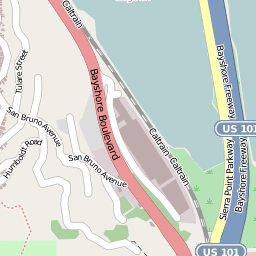 Caltrain
Tulare Street
Bayshore Boulevard
Bayshore Freeway
US 101
San Bruno Avenue
Humboldt Road
San Bruno Avenue
Caltrain
Caltrain
Sierra Point Parkway
Bayshore Freeway
US 101